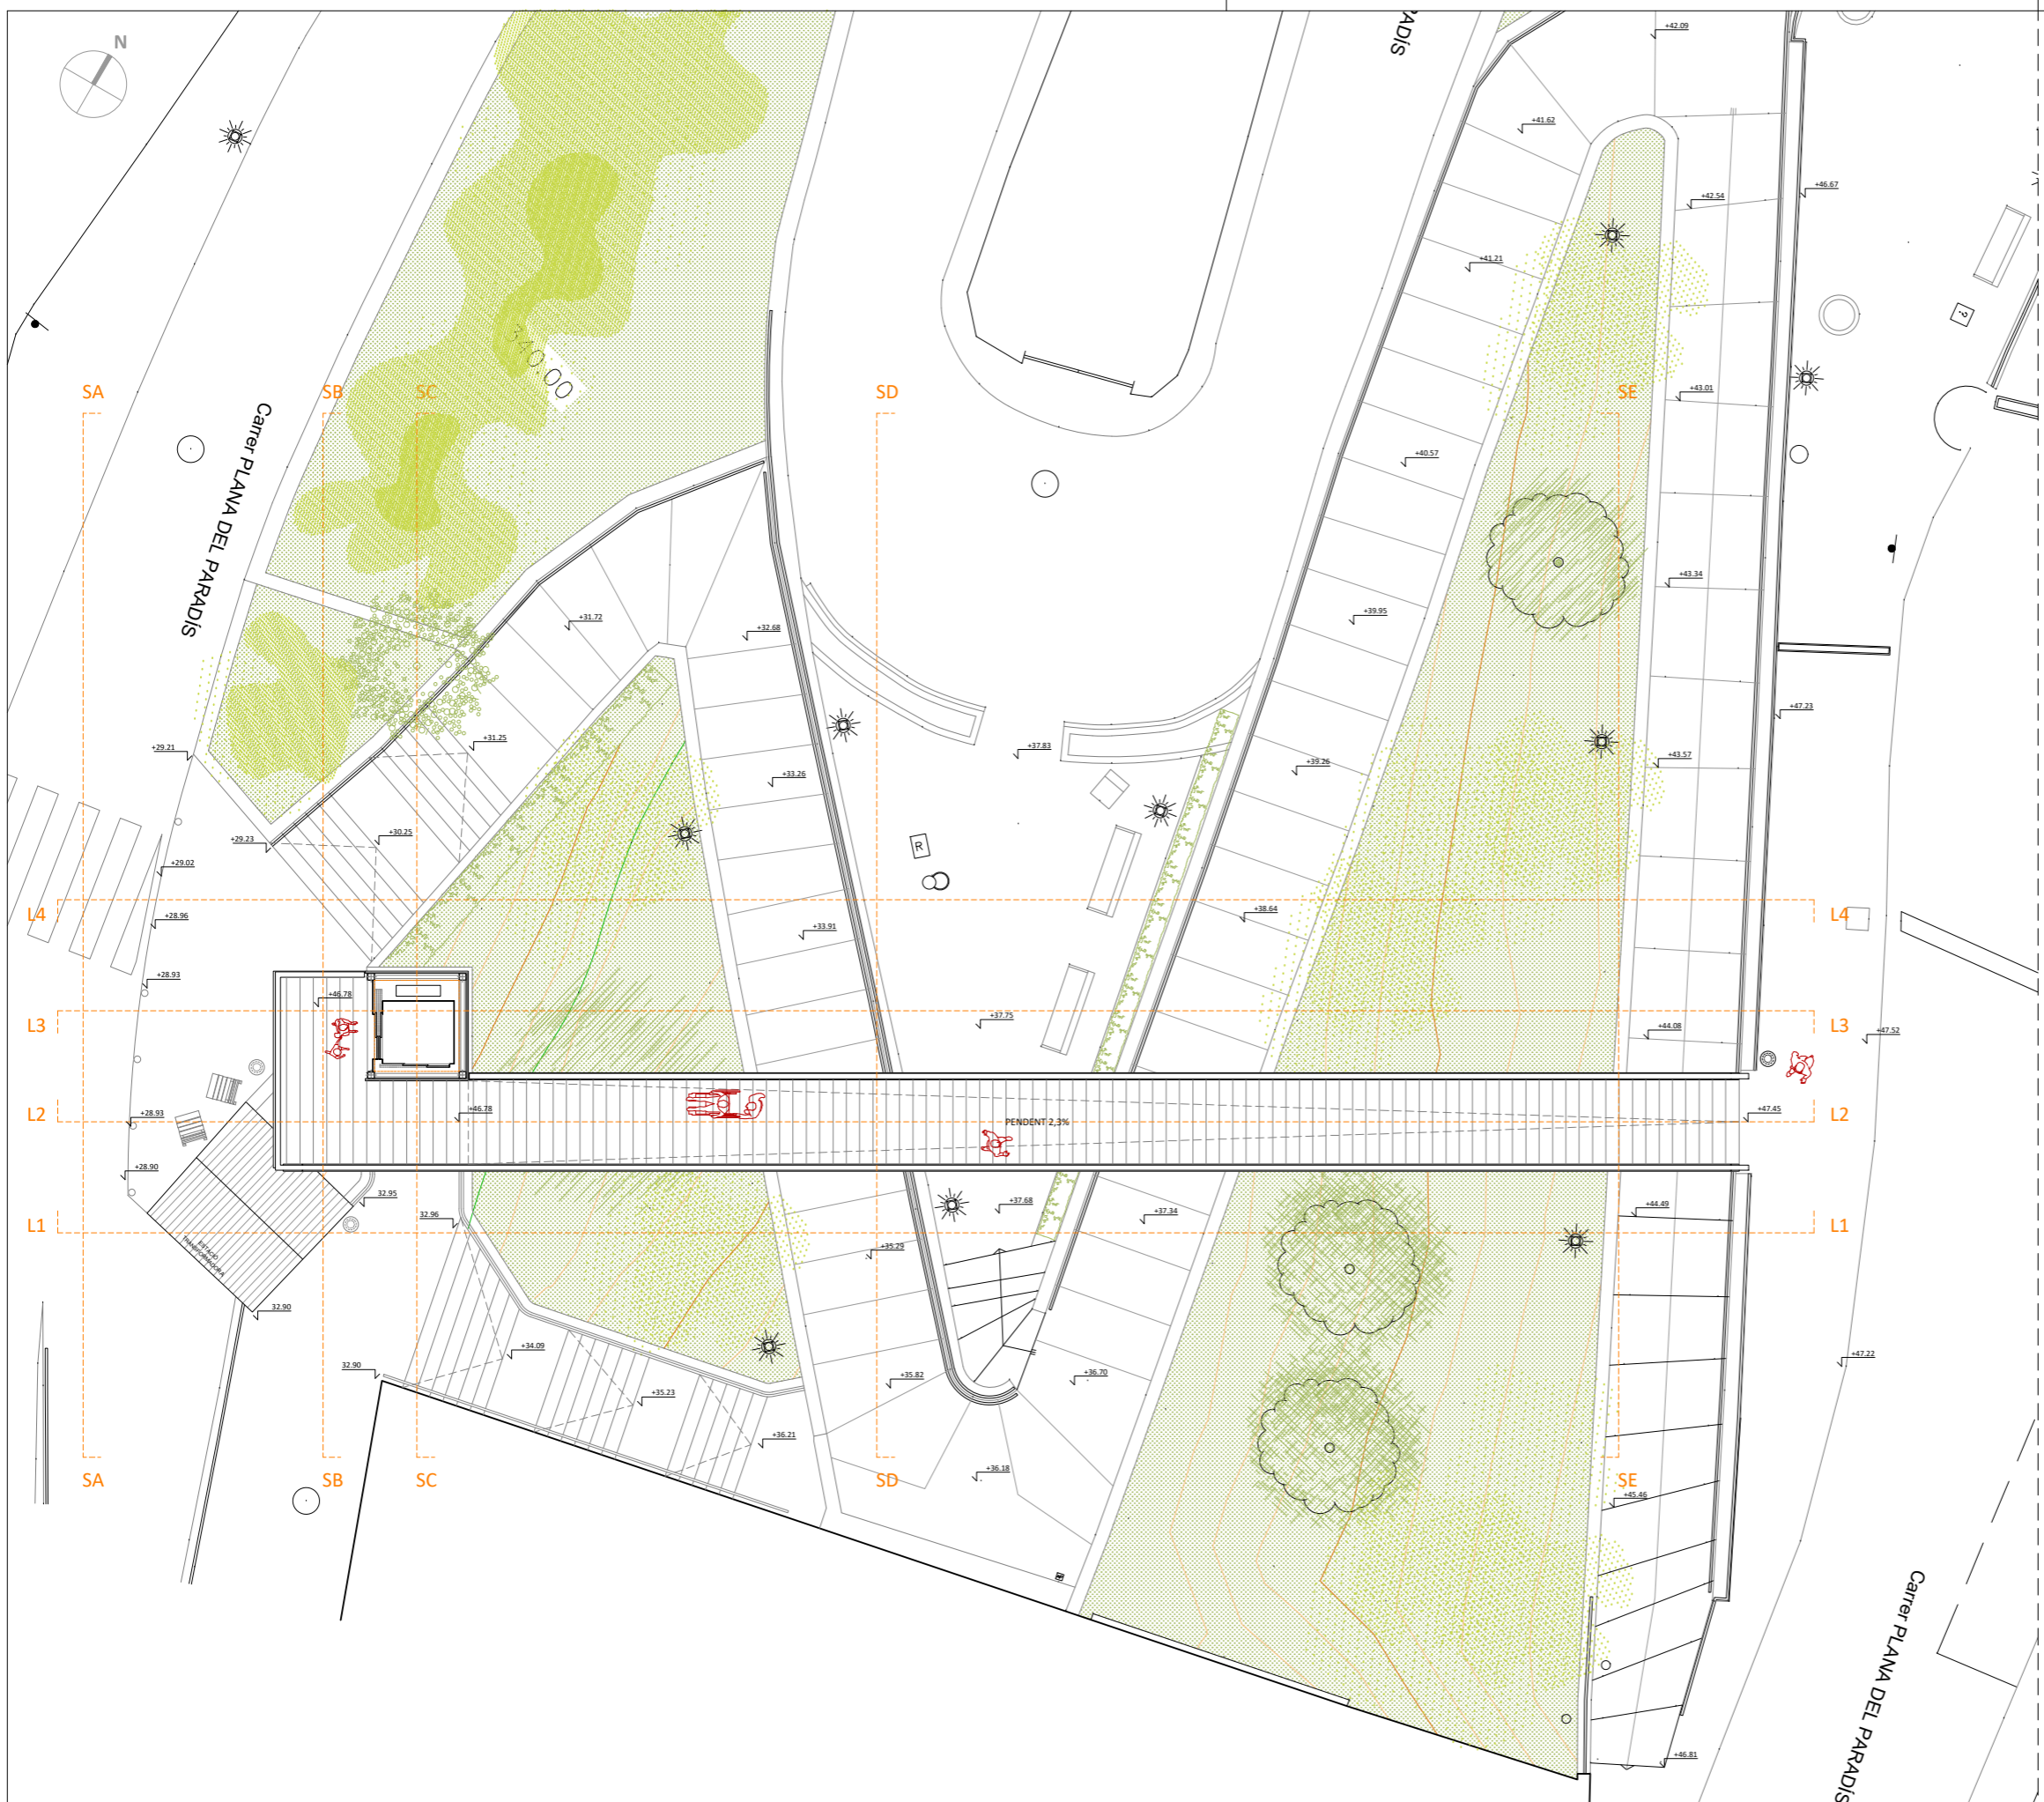 N
PARADÍS
+42.09
+41.62
+46.67
+42.54
+41.21
340.00
SA
SB
SC
SD
SE
+43.01
Carrer PLANA DEL PARADÍS
+40.57
+43.34
+31.72
+39.95
+32.68
+47.23
+31.25
+29.21
+37.83
+43.57
+39.26
+33.26
+30.25
+29.23
R
+29.02
L4
+28.96
+38.64
L4
+33.91
+28.93
+46.78
L3
+37.75
L3
+44.08
+47.52
L2
+28.93
+46.78
PENDENT 2,3%
+47.45
L2
+28.90
32.95
+37.68
32.96
+37.34
+44.49
L1
L1
ESTACIÓ
TRANSFORMADORA
+35.29
32.90
+34.09
+47.22
32.90
+35.82
+36.70
+35.23
+36.21
SA
SB
SC
SD
+36.18
SE
+45.46
Carrer PLANA DEL PARADÍS
+46.81